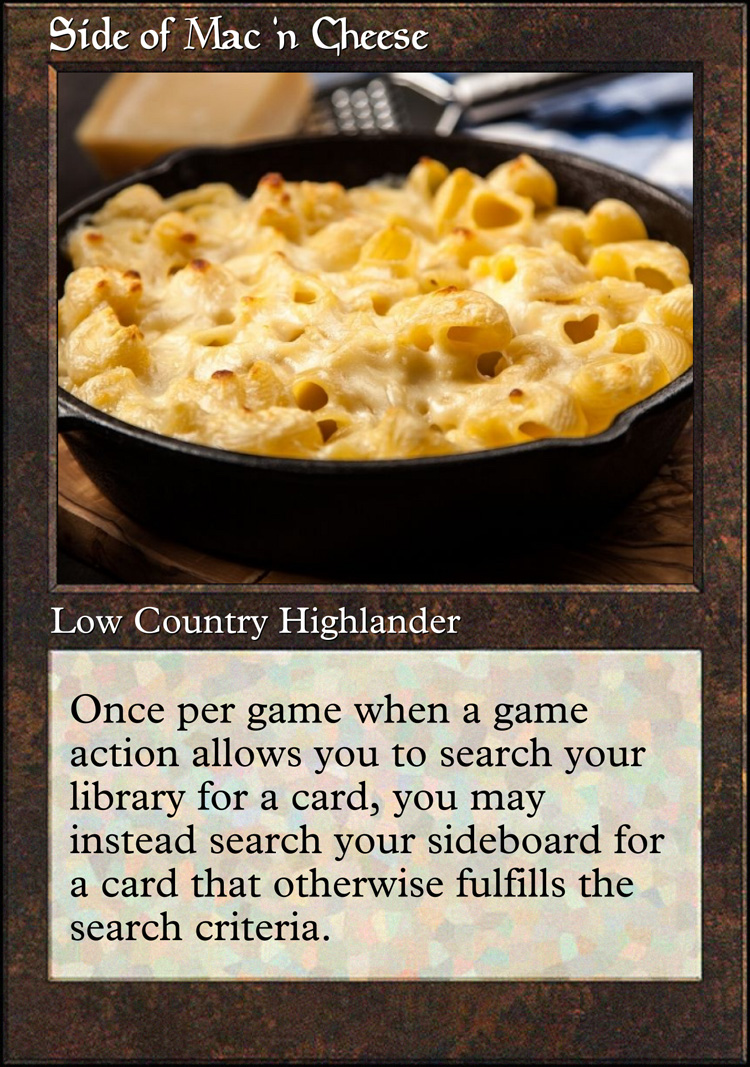 Side of Mac 'n Cheese
Low Country Highlander
Once per game when a game
action allows you to search your
library for a card, you may
instead search your sideboard for
a card that otherwise fulfills the
search criteria.